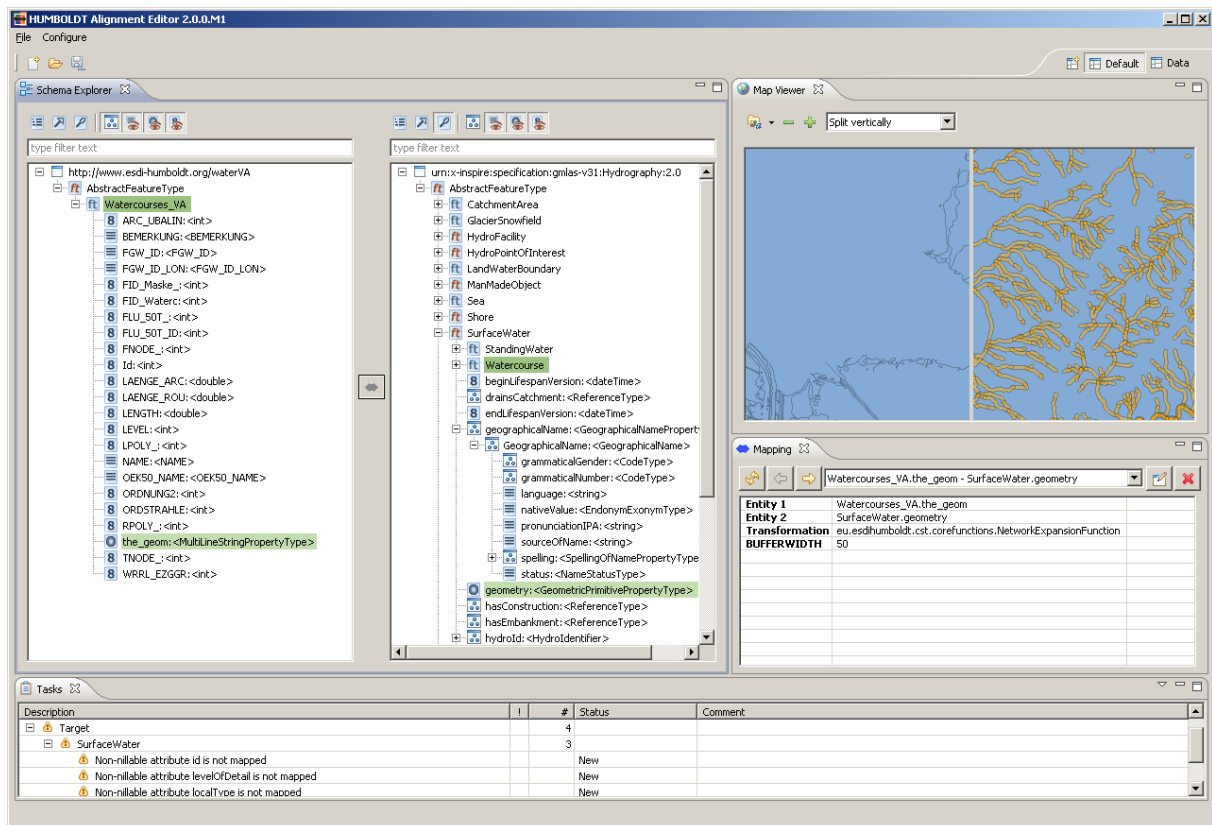 HUMBOLDT Alignment Editor 2.0.0.M1
File Configure
Default Data
Schema Explorer
type filter text
http://www.esdi-humboldt.org/waterVA
AbstractFeatureType
Watercourses_VA
ARC_UBALIN:<int>
BEMERKUNG:<BEMERKUNG>
FGW_ID:<FGW_ID>
FGW_ID_LON:<FGW_ID_LON>
FID_Maske_:<int>
FID_Waterc:<int>
FLU_50T_:<int>
FLU_50T_ID:<int>
FNODE_:<int>
Id:<int>
LAENGE_ARC:<double>
LAENGE_ROU:<double>
LENGTH:<double>
LEVEL:<int>
LPOLY_:<int>
NAME:<NAME>
OEK50_NAME:<OEK50_NAME>
ORDNUNG2:<int>
ORDSTRAHLE:<int>
RPOLY_:<int>
the_geom:<MultiLineStringPropertyType>
TNODE_:<int>
WRRL_EZGGR:<int>
type filter text
urn:x-inspire:specification:gmlas-v31:Hydrography:2.0
AbstractFeatureType
CatchmentArea
GlacierSnowfield
HydroFacility
HydroPointOfInterest
LandWaterBoundary
ManMadeObject
Sea
Shore
SurfaceWater
StandingWater
Watercourse
beginLifespanVersion:<dateTime>
drainsCatchment:<ReferenceType>
endLifespanVersion:<dateTime>
geographicalName:<GeographicalNamePropert
GeographicalName:<GeographicalName>
grammaticalGender:<CodeType>
grammaticalNumber:<CodeType>
language:<string>
nativeValue:<EndonymExonymType>
pronunciationIPA:<string>
sourceOfName:<string>
spelling:<SpellingOfNamePropertyType
status:<NameStatusType>
geometry:<GeometricPrimitivePropertyType>
hasConstruction:<ReferenceType>
hasEmbankment:<ReferenceType>
hydroId:<HydroIdentifier>
Map Viewer
Split vertically
Mapping
Watercourses_VA.the_geom - SurfaceWater.geometry
Entity 1 Watercourses_VA.the_geom
Entity 2 SurfaceWater.geometry
Transformation eu.esdihumboldt.cst.corefunctions.NetworkExpansionFunction
BUFFERWIDTH 50
Tasks
Description ! # Status Comment
Target 4
SurfaceWater 3
Non-nillable attribute id is not mapped New
Non-nillable attribute levelOfDetail is not mapped New
Non-nillable attribute localType is not mapped New